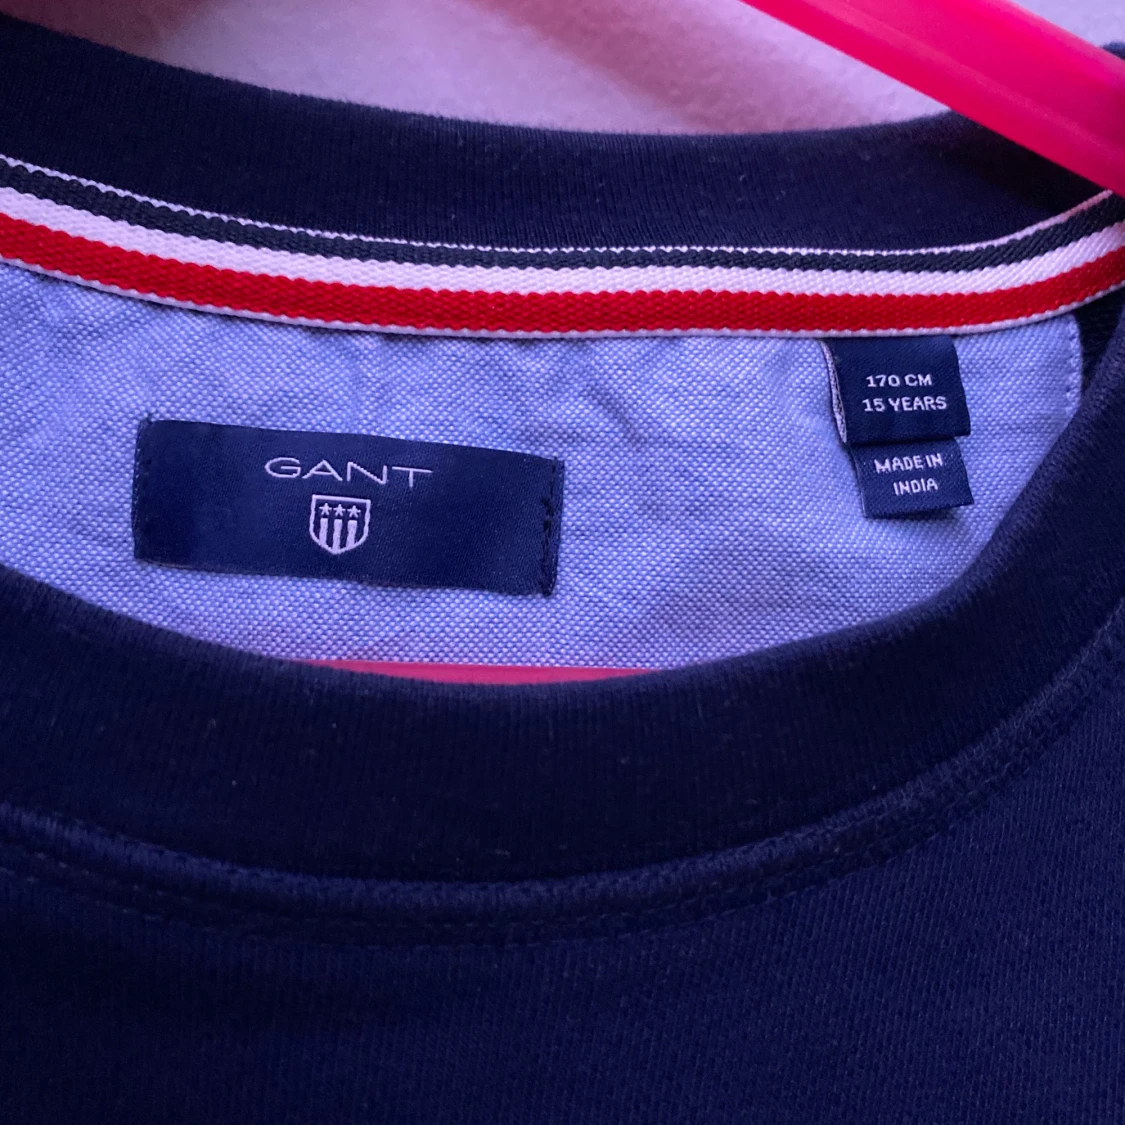 GANT
170 CM
15 YEARS
MADE IN
INDIA